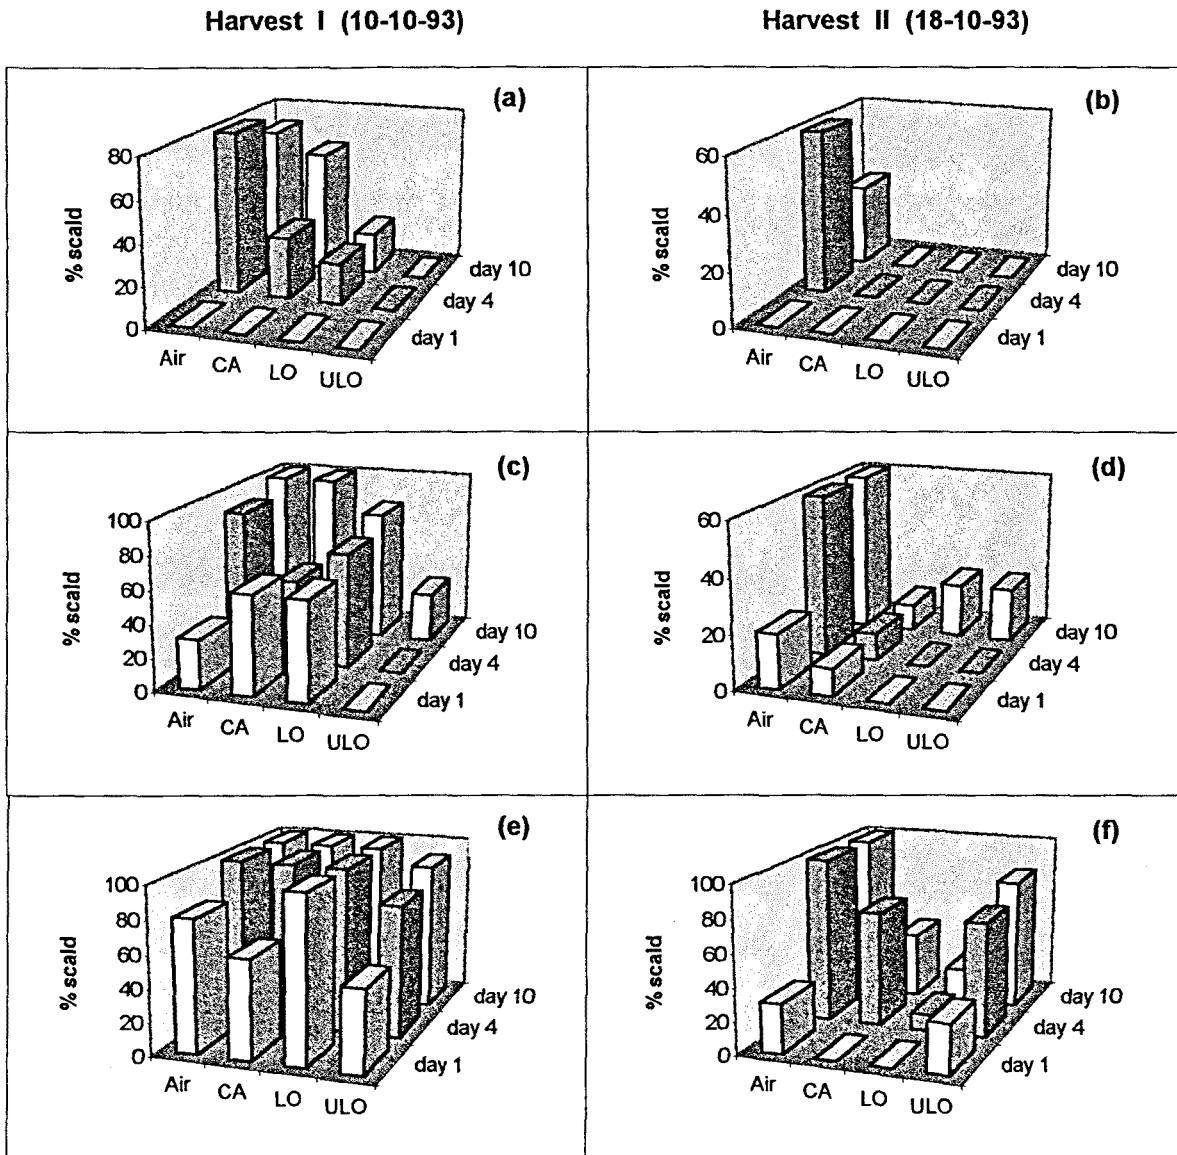 Harvest I (10-10-93)
Harvest II (18-10-93)
(a)
80
60
40
20
0
% scald
Air
CA
LO
ULO
day 1
day 4
day 10
(b)
60
40
20
0
% scald
Air
CA
LO
ULO
day 1
day 4
day 10
(c)
100
80
60
40
20
0
% scald
Air
CA
LO
ULO
day 1
day 4
day 10
(d)
60
40
20
0
% scald
Air
CA
LO
ULO
day 1
day 4
day 10
(e)
100
80
60
40
20
0
% scald
Air
CA
LO
ULO
day 1
day 4
day 10
(f)
100
80
60
40
20
0
% scald
Air
CA
LO
ULO
day 1
day 4
day 10